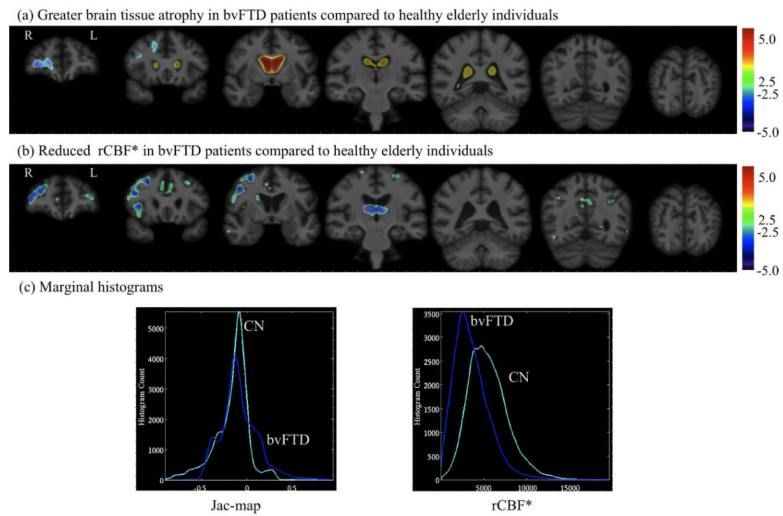 (a) Greater brain tissue atrophy in bvFTD patients compared to healthy elderly individuals
R L
5.0
2.5
-2.5
-5.0
(b) Reduced rCBF* in bvFTD patients compared to healthy elderly individuals
R L
5.0
2.5
-2.5
-5.0
(c) Marginal histograms
CN
bvFTD
Histogram Count
5000
4000
3000
2000
1000
0
-0.5 0 0.5
Jac-map
bvFTD
CN
Histogram Count
3500
3000
2500
2000
1500
1000
500
0
5000 10000 15000
rCBF*